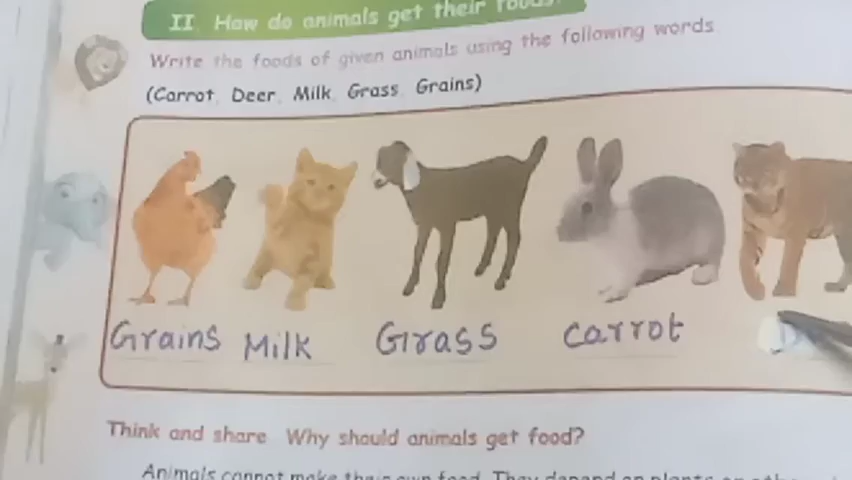 II How do animals get their food?
Write the foods of given animals using the following words
(Carrot, Deer, Milk, Grass, Grains)
Grains Milk Grass Carrot
Think and share Why should animals get food?
Animals cannot make their own food. They depend on plants